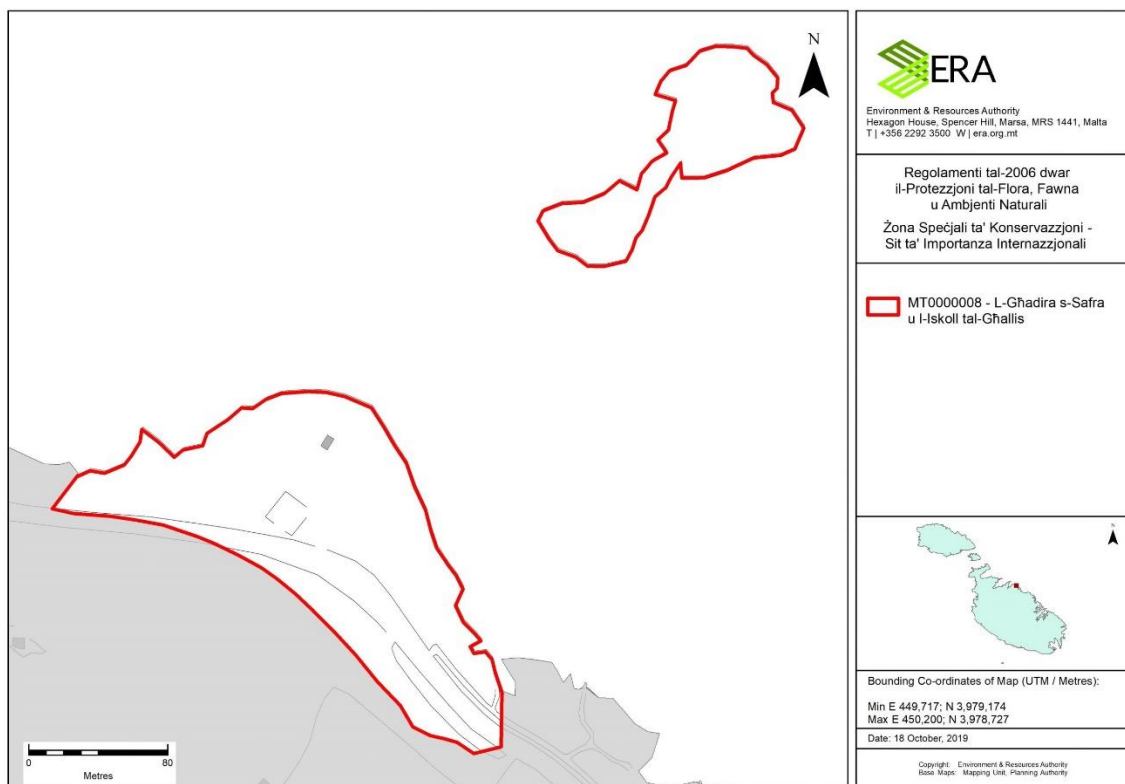 N
0
80
Metres
ERA
Environment & Resources Authority
Hexagon House, Spencer Hill, Marsa, MRS 1441, Malta
T | +356 2292 3500 W | era.org.mt
Regolamenti tal-2006 dwar
il-Protezzjoni tal-Flora, Fawna
u Ambjenti Naturali
Żona Speċjali ta' Konservazzjoni -
Sit ta' Importanza Internazzjonali
MT0000008 - L-Għadira s-Safra
u l-Iskoll tal-Għallis
N
Bounding Co-ordinates of Map (UTM / Metres):
Min E 449,717; N 3,979,174
Max E 450,200; N 3,978,727
Date: 18 October, 2019
Copyright: Environment & Resources Authority
Base Maps: Mapping Unit, Planning Authority